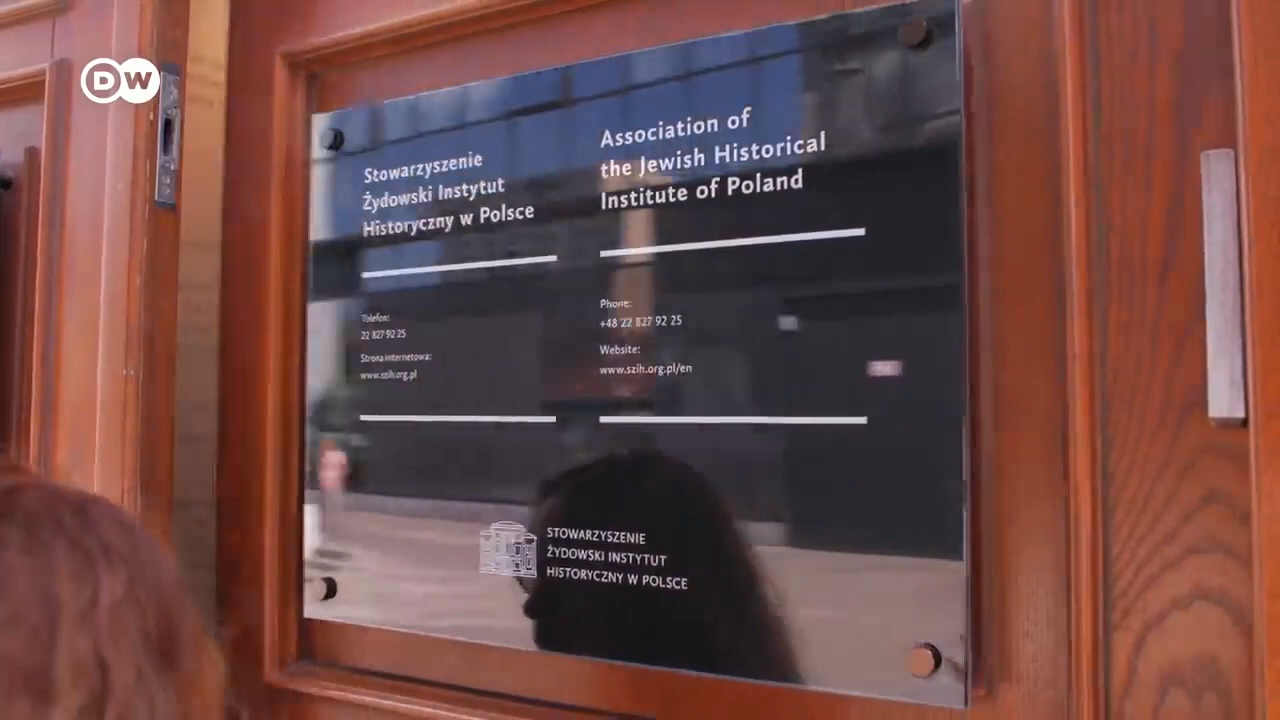 DW
Stowarzyszenie
Żydowski Instytut
Historyczny w Polsce
Telefon:
22 827 92 25
Strona internetowa:
www.szih.org.pl
Association of
the Jewish Historical
Institute of Poland
Phone:
+48 22 827 92 25
Website:
www.szih.org.pl/en
STOWARZYSZENIE
ŻYDOWSKI INSTYTUT
HISTORYCZNY W POLSCE